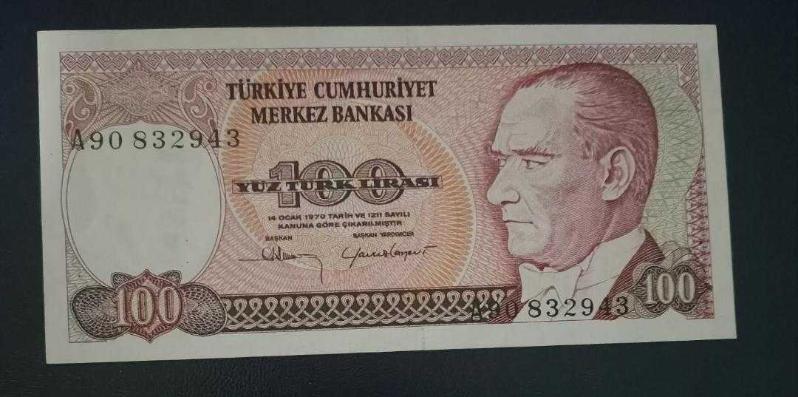 TÜRKİYE CUMHURİYET
MERKEZ BANKASI
A90 832943
100
YÜZ TÜRK LİRASI
14 OCAK 1970 TARİH VE 1211 SAYILI
KANUNA GÖRE ÇIKARILMIŞTIR
BAŞKAN BAŞKAN YARDIMCISI
A90 832943
100
100